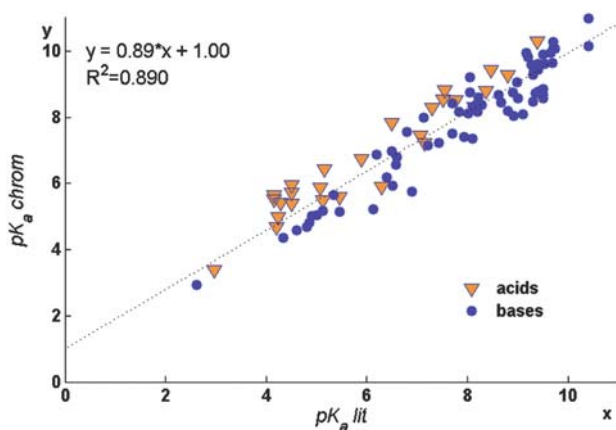 y
y = 0.89*x + 1.00
R²=0.890
10
8
6
4
2
0
pKₐ chrom
acids
bases
0
2
4
6
8
10
pKₐ lit
x